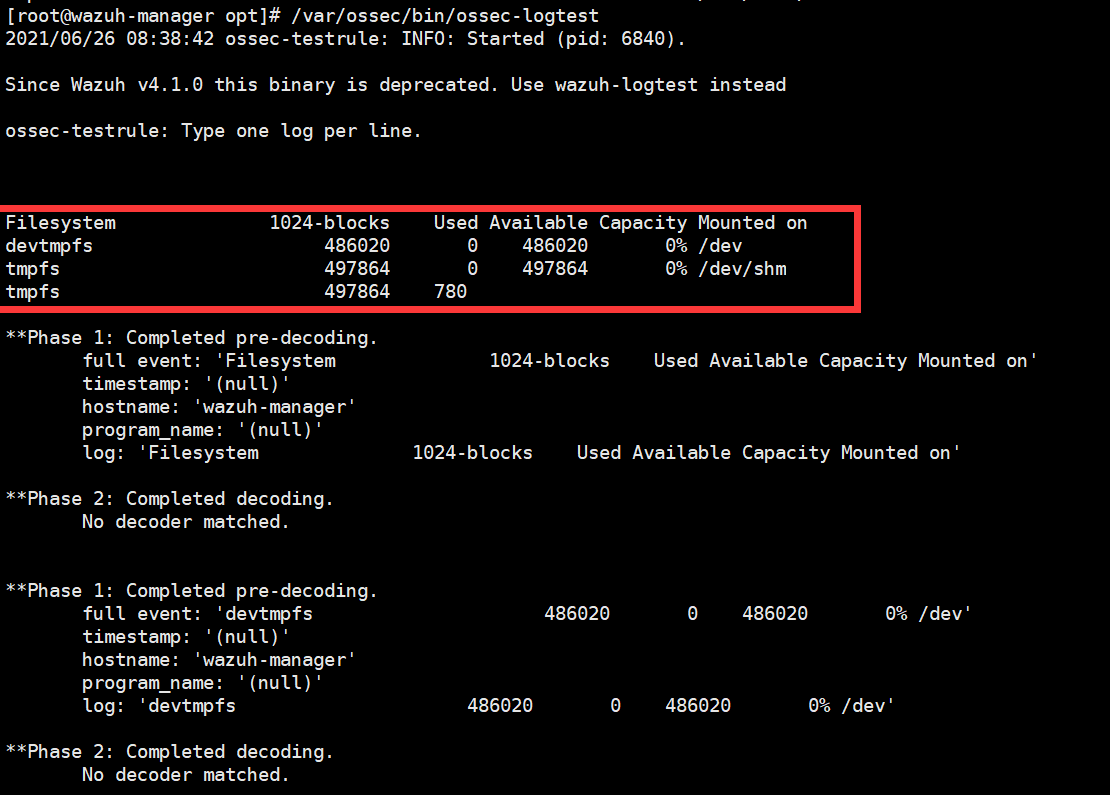 [root@wazuh-manager opt]# /var/ossec/bin/ossec-logtest
2021/06/26 08:38:42 ossec-testrule: INFO: Started (pid: 6840).
Since Wazuh v4.1.0 this binary is deprecated. Use wazuh-logtest instead
ossec-testrule: Type one log per line.
Filesystem              1024-blocks    Used Available Capacity Mounted on
devtmpfs                     486020       0    486020       0% /dev
tmpfs                        497864       0    497864       0% /dev/shm
tmpfs                        497864    780
**Phase 1: Completed pre-decoding.
       full event: 'Filesystem              1024-blocks    Used Available Capacity Mounted on'
       timestamp: '(null)'
       hostname: 'wazuh-manager'
       program_name: '(null)'
       log: 'Filesystem              1024-blocks    Used Available Capacity Mounted on'
**Phase 2: Completed decoding.
       No decoder matched.
**Phase 1: Completed pre-decoding.
       full event: 'devtmpfs                     486020       0    486020       0% /dev'
       timestamp: '(null)'
       hostname: 'wazuh-manager'
       program_name: '(null)'
       log: 'devtmpfs                     486020       0    486020       0% /dev'
**Phase 2: Completed decoding.
       No decoder matched.